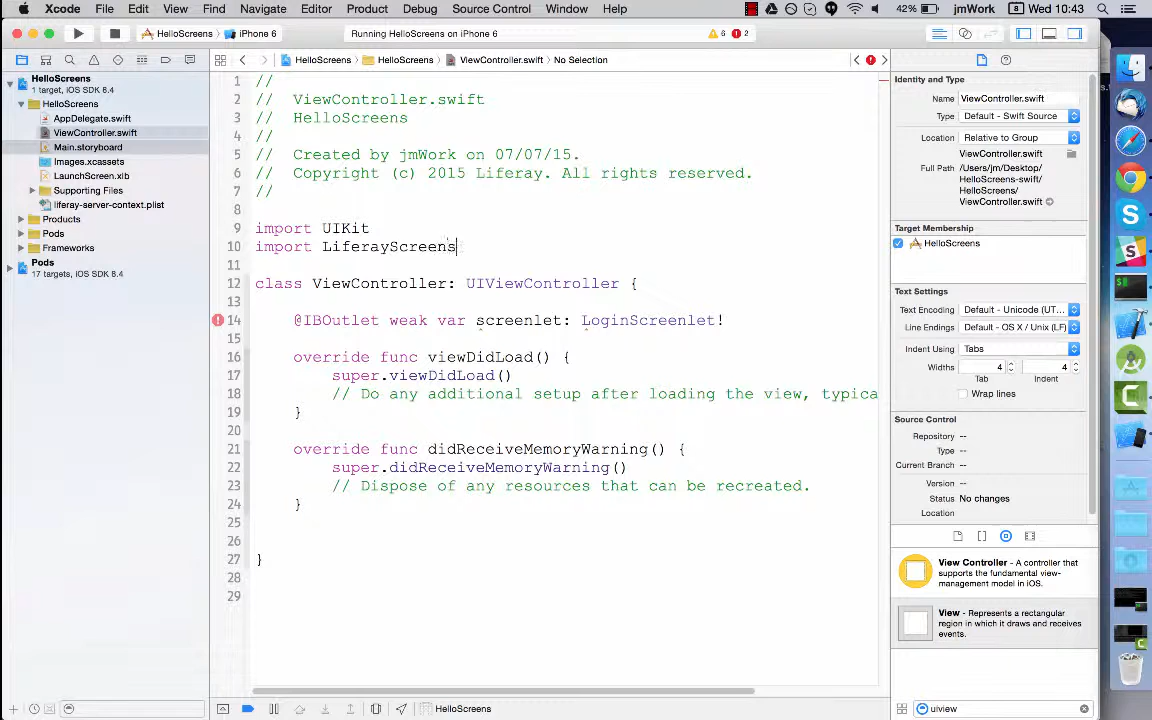 Xcode File Edit View Find Navigate Editor Product Debug Source Control Window Help 42% jmWork 8 Wed 10:43
HelloScreens iPhone 6 Running HelloScreens on iPhone 6 6 2
HelloScreens HelloScreens ViewController.swift No Selection
HelloScreens
1 target, iOS SDK 8.4
HelloScreens
AppDelegate.swift
ViewController.swift
Main.storyboard
Images.xcassets
LaunchScreen.xib
Supporting Files
liferay-server-context.plist
Products
Pods
Frameworks
Pods
17 targets, iOS SDK 8.4
1 //
2 // ViewController.swift
3 // HelloScreens
4 //
5 // Created by jmWork on 07/07/15.
6 // Copyright (c) 2015 Liferay. All rights reserved.
7 //
8
9 import UIKit
10 import LiferayScreens
11
12 class ViewController: UIViewController {
13
14 @IBOutlet weak var screenlet: LoginScreenlet!
15
16 override func viewDidLoad() {
17 super.viewDidLoad()
18 // Do any additional setup after loading the view, typica
19 }
20
21 override func didReceiveMemoryWarning() {
22 super.didReceiveMemoryWarning()
23 // Dispose of any resources that can be recreated.
24 }
25
26
27 }
28
29
Identity and Type
Name ViewController.swift
Type Default - Swift Source
Location Relative to Group
ViewController.swift
Full Path /Users/jm/Desktop/
HelloScreens-swift/
HelloScreens/
ViewController.swift
Target Membership
HelloScreens
Text Settings
Text Encoding Default - Unicode (UT...
Line Endings Default - OS X / Unix (LF)
Indent Using Tabs
Widths 4 4
Tab Indent
Wrap lines
Source Control
Repository --
Type --
Current Branch --
Version --
Status No changes
Location
View Controller - A controller that
supports the fundamental view-
management model in iOS.
View - Represents a rectangular
region in which it draws and receives
events.
HelloScreens
uiview